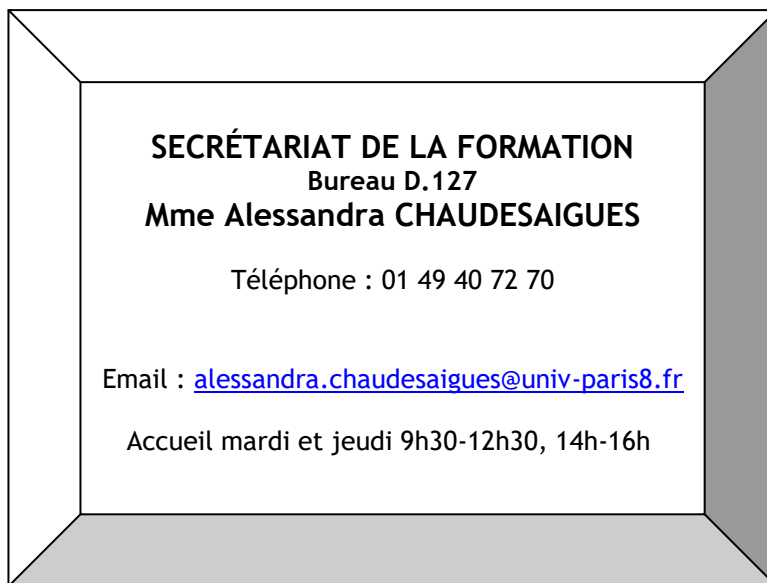 SECRÉTARIAT DE LA FORMATION
Bureau D.127
Mme Alessandra CHAUDESAIGUES
Téléphone : 01 49 40 72 70
Email : alessandra.chaudesaigues@univ-paris8.fr
Accueil mardi et jeudi 9h30-12h30, 14h-16h